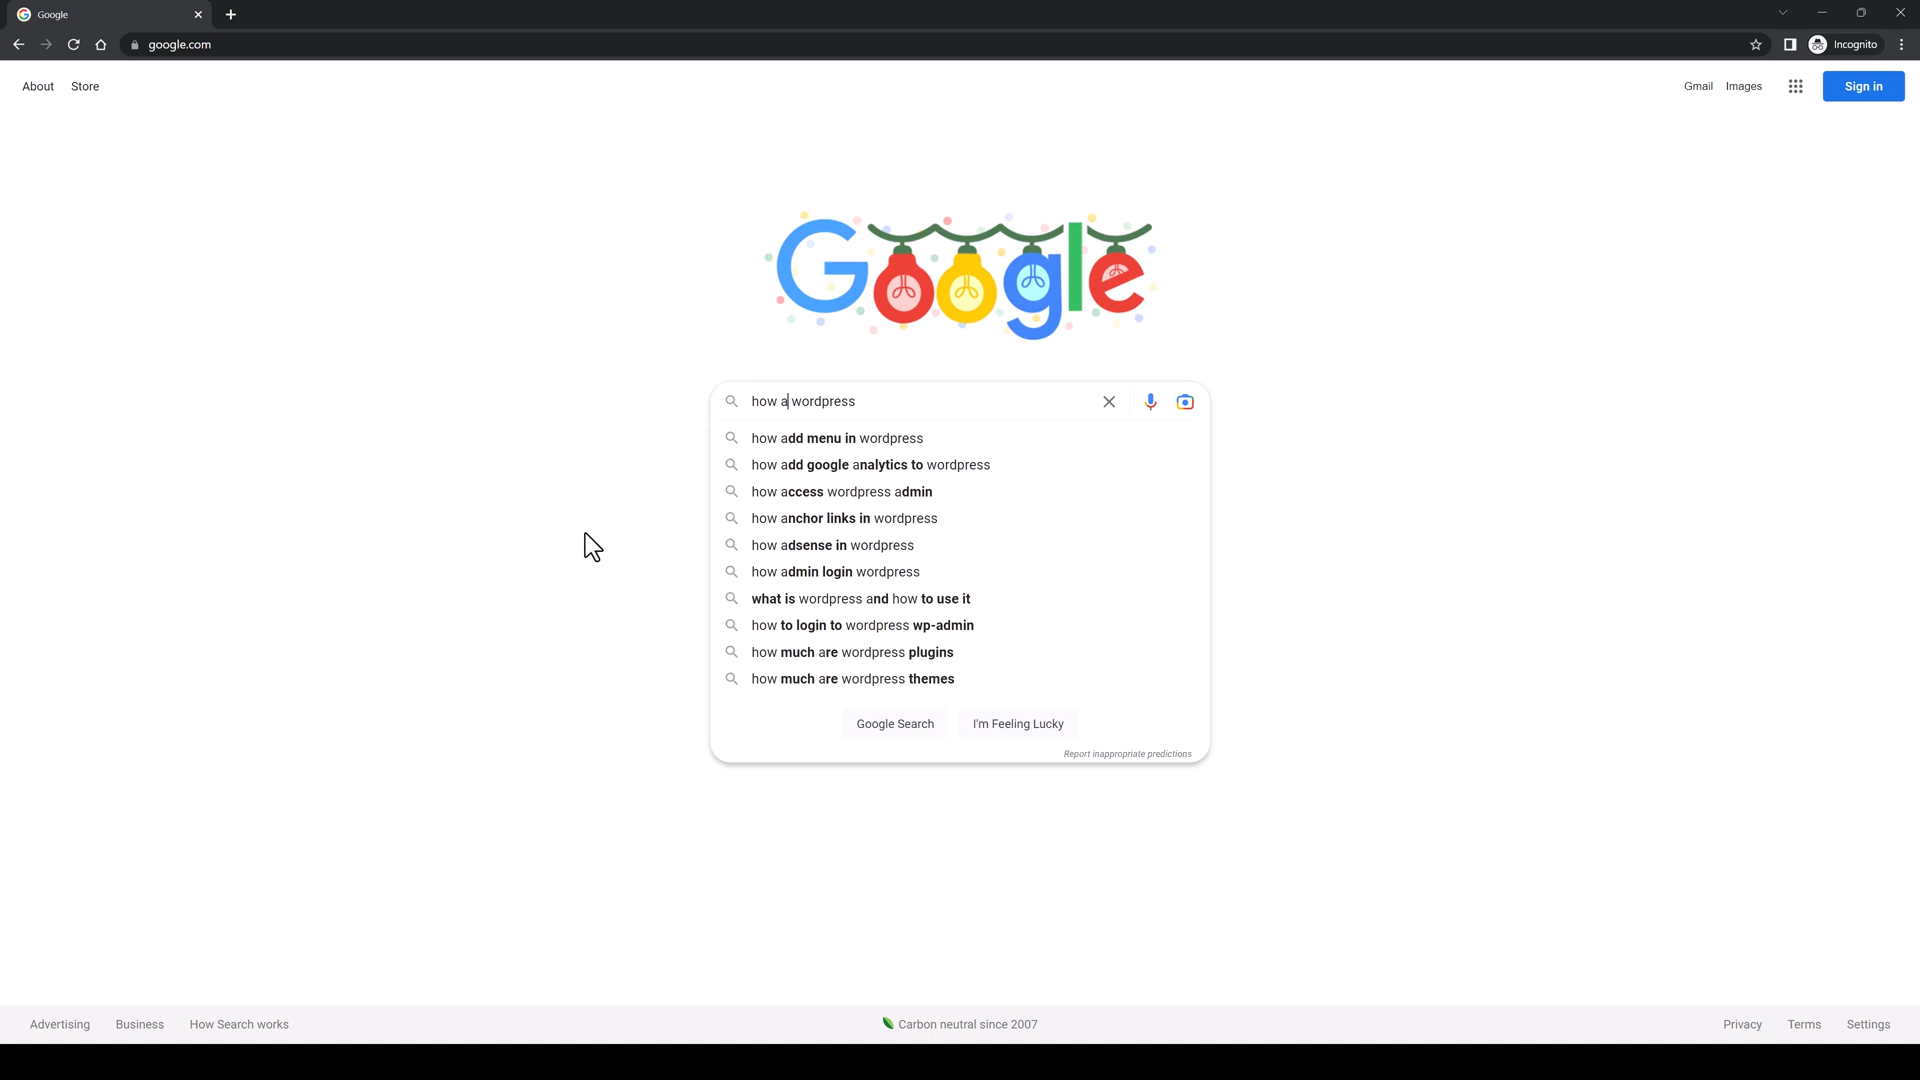 Google
google.com
Incognito
About Store
Gmail Images
Sign in
Google
how a wordpress
how add menu in wordpress
how add google analytics to wordpress
how access wordpress admin
how anchor links in wordpress
how adsense in wordpress
how admin login wordpress
what is wordpress and how to use it
how to login to wordpress wp-admin
how much are wordpress plugins
how much are wordpress themes
Google Search I'm Feeling Lucky
Report inappropriate predictions
Advertising Business How Search works
Carbon neutral since 2007
Privacy Terms Settings